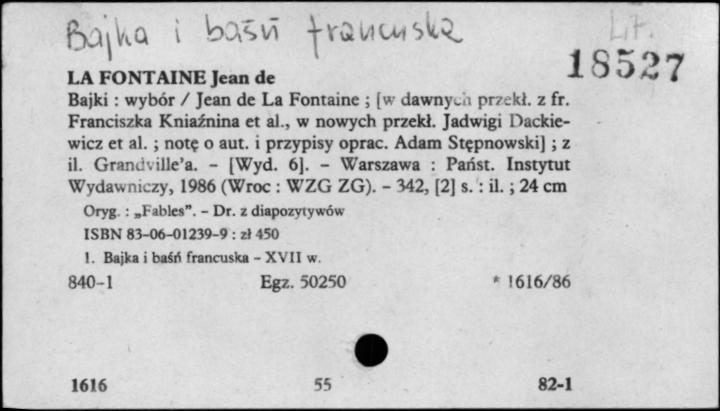 Bajka i baśń francuska
Lit.
18527
LA FONTAINE Jean de
Bajki : wybór / Jean de La Fontaine ; [w dawnych przekł. z fr.
Franciszka Kniaźnina et al., w nowych przekł. Jadwigi Dackie-
wicz et al. ; notę o aut. i przypisy oprac. Adam Stępnowski] ; z
il. Grandville’a. – [Wyd. 6]. – Warszawa : Państ. Instytut
Wydawniczy, 1986 (Wroc : WZG ZG). – 342, [2] s. : il. ; 24 cm
Oryg. : „Fables”. – Dr. z diapozytywów
ISBN 83-06-01239-9 : zł 450
1. Bajka i baśń francuska – XVII w.
840-1 Egz. 50250 * 1616/86
1616 55 82-1